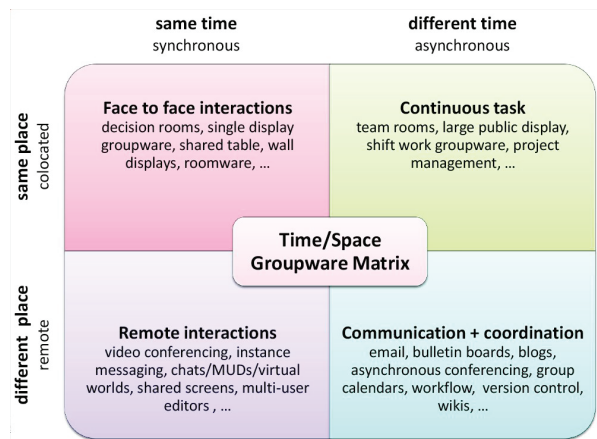 same time
synchronous
different time
asynchronous
same place
colocated
Face to face interactions
decision rooms, single display
groupware, shared table, wall
displays, roomware, ...
Continuous task
team rooms, large public display,
shift work groupware, project
management, ...
Time/Space
Groupware Matrix
different place
remote
Remote interactions
video conferencing, instance
messaging, chats/MUDs/virtual
worlds, shared screens, multi-user
editors , ...
Communication + coordination
email, bulletin boards, blogs,
asynchronous conferencing, group
calendars, workflow, version control,
wikis, ...